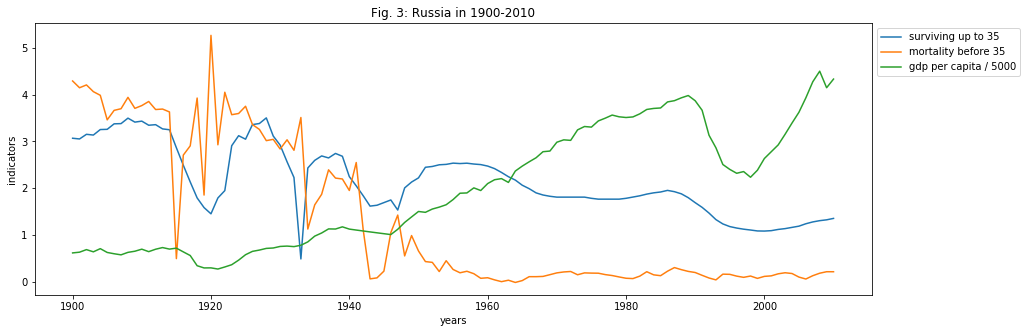 Fig. 3: Russia in 1900-2010
surviving up to 35
mortality before 35
gdp per capita / 5000
indicators
5
4
3
2
1
0
1900
1920
1940
1960
1980
2000
years